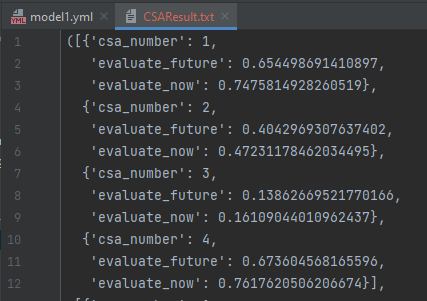 model1.yml
CSAResult.txt
1 ([{'csa_number': 1,
2 'evaluate_future': 0.654498691410897,
3 'evaluate_now': 0.7475814928260519},
4 {'csa_number': 2,
5 'evaluate_future': 0.4042969307637402,
6 'evaluate_now': 0.47231178462034495},
7 {'csa_number': 3,
8 'evaluate_future': 0.13862669521770166,
9 'evaluate_now': 0.16109044010962437},
10 {'csa_number': 4,
11 'evaluate_future': 0.673604568165596,
12 'evaluate_now': 0.7617620506206674}],